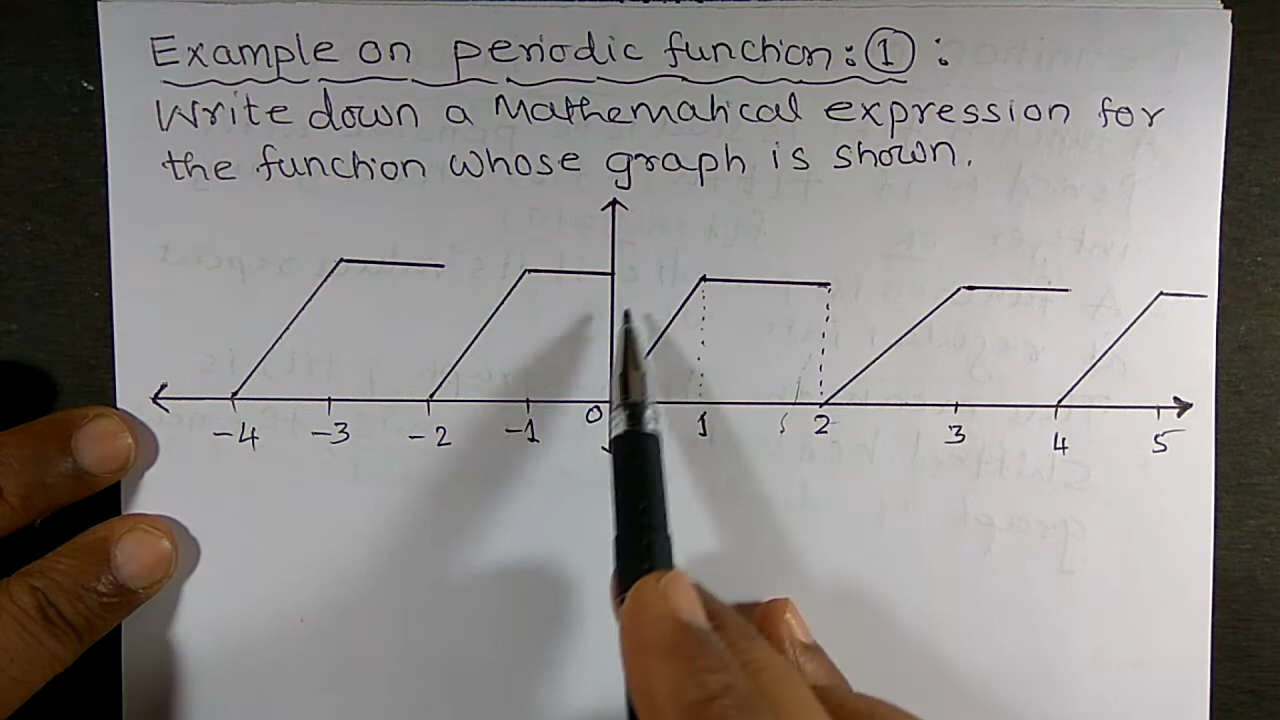 Example on periodic function: 1 :
Write down a Mathematical expression for
the function whose graph is shown.
-4 -3 -2 -1 0 1 2 3 4 5